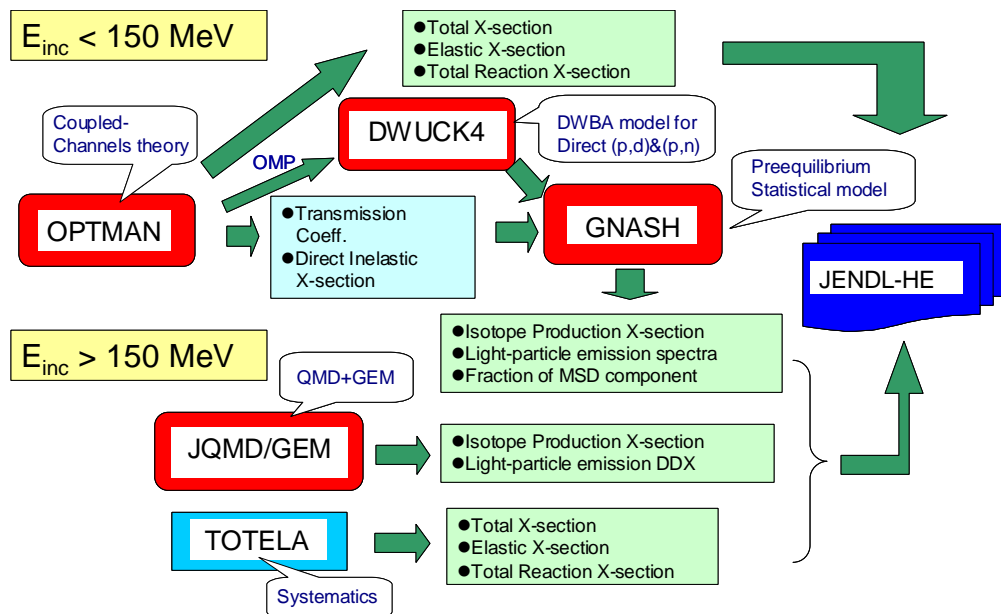 E_inc < 150 MeV
●Total X-section
●Elastic X-section
●Total Reaction X-section
Coupled-
Channels theory
DWUCK4
DWBA model for
Direct (p,d)&(p,n)
OMP
Preequilibrium
Statistical model
OPTMAN
●Transmission
Coeff.
●Direct Inelastic
X-section
GNASH
JENDL-HE
E_inc > 150 MeV
●Isotope Production X-section
●Light-particle emission spectra
●Fraction of MSD component
QMD+GEM
JQMD/GEM
●Isotope Production X-section
●Light-particle emission DDX
TOTELA
●Total X-section
●Elastic X-section
●Total Reaction X-section
Systematics